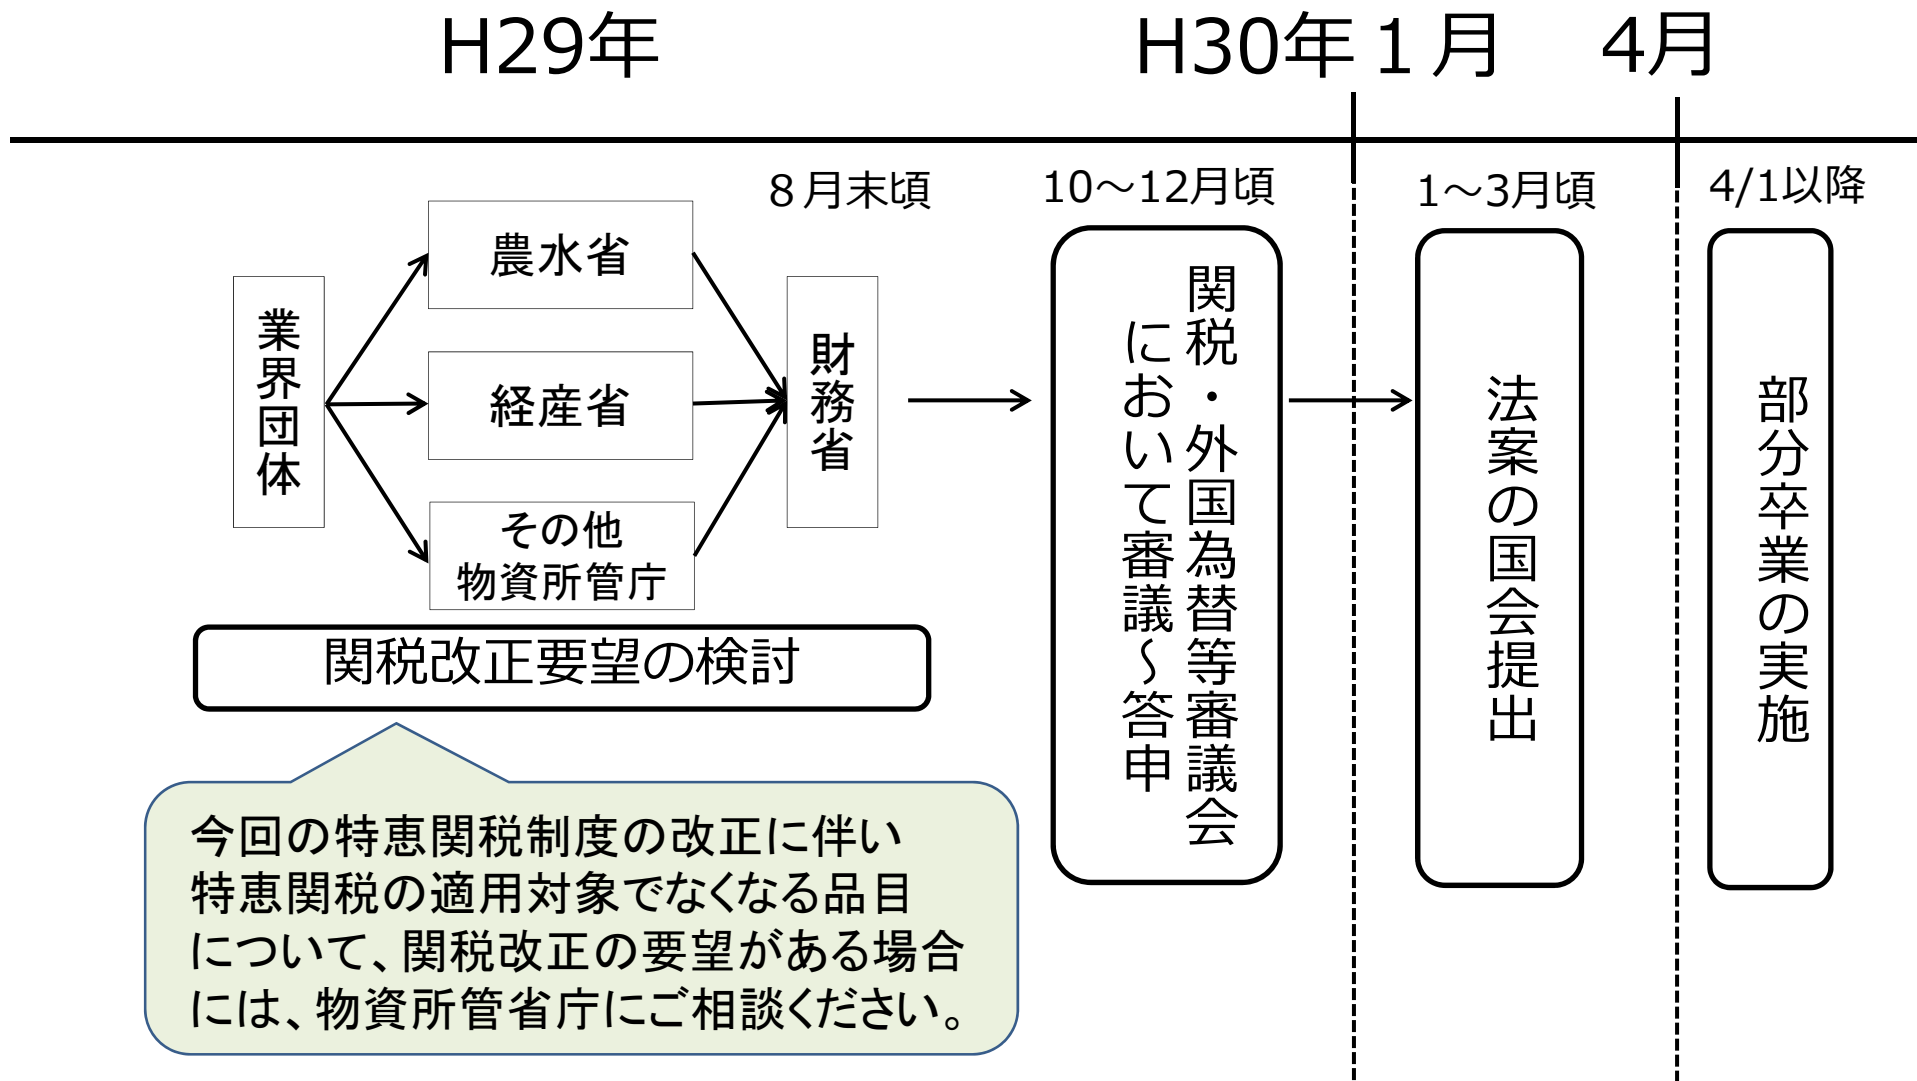 H29年
H30年１月
4月
８月末頃
10～12月頃
1～3月頃
4/1以降
業界団体
農水省
経産省
その他
物資所管庁
財務省
関税改正要望の検討
関税・外国為替等審議会
において審議～答申
法案の国会提出
部分卒業の実施
今回の特恵関税制度の改正に伴い
特恵関税の適用対象でなくなる品目
について、関税改正の要望がある場合
には、物資所管省庁にご相談ください。